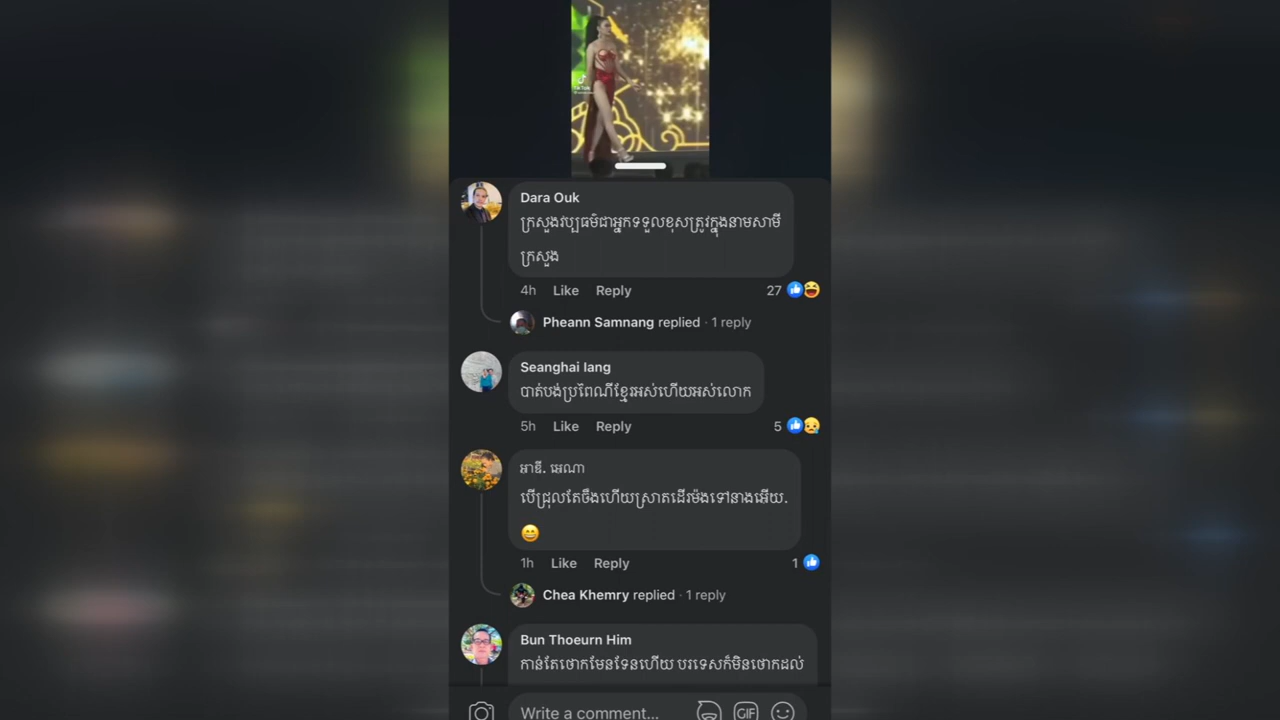 Dara Ouk
ក្រសួងវប្បធម៌ជាអ្នកទទួលខុសត្រូវក្នុងនាមសាមី
ក្រសួង
4h Like Reply 27
Pheann Samnang replied · 1 reply
Seanghai lang
បាត់បង់ប្រពៃណីខ្មែរអស់ហើយអស់លោក
5h Like Reply 5
អាឌី. អេណា
បើជ្រុលតែចឹងហើយស្រាតដើរម៉ងទៅនាងអើយ.
😄
1h Like Reply 1
Chea Khemry replied · 1 reply
Bun Thoeurn Him
កាន់តែថោកមែនទែនហើយ បរទេសក៏មិនថោកដល់
Write a comment...
GIF